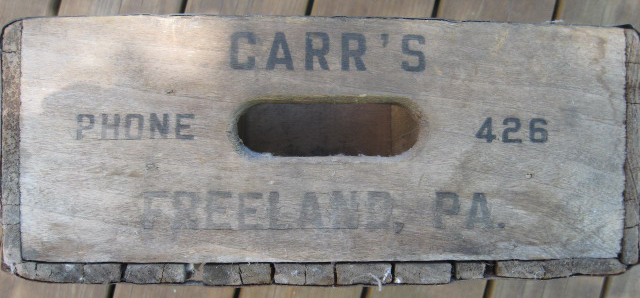 CARR'S
PHONE 426
FREELAND, PA.